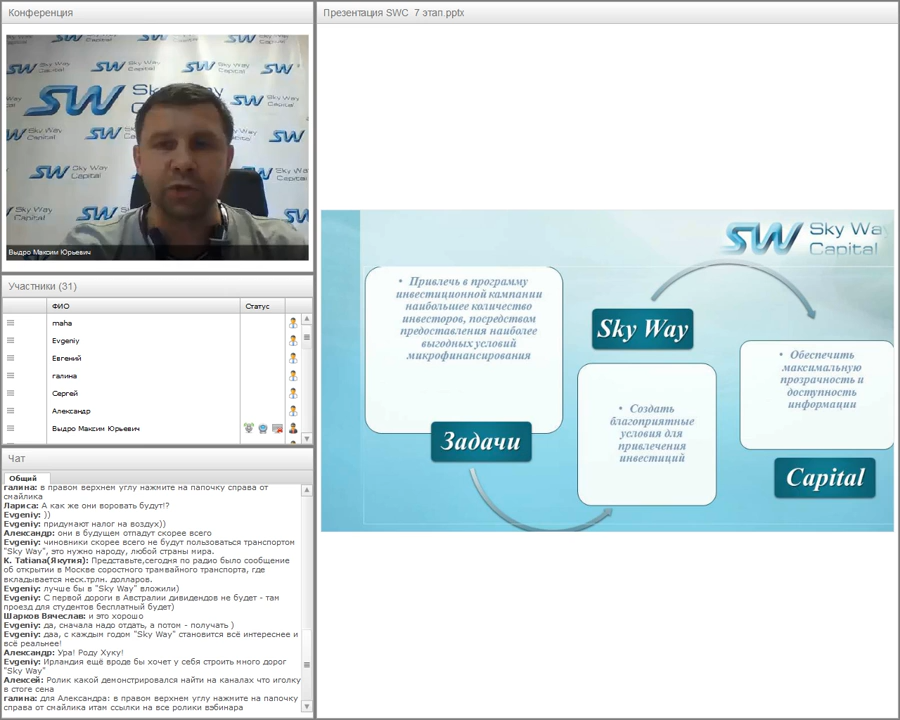 Конференция
SW Sky Way Capital
Выдро Максим Юрьевич
Участники (31)
ФИО
Статус
maha
Evgeniy
Евгений
галина
Сергей
Александр
Выдро Максим Юрьевич
Чат
Общий
галина: в правом верхнем углу нажмите на папочку справа от
смайлика
Лариса: А как же они воровать будут!?
Evgeniy: ))
Evgeniy: придумают налог на воздух))
Александр: они в будущем отпадут скорее всего
Evgeniy: чиновники скорее всего не будут пользоваться транспортом
"Sky Way", это нужно народу, любой страны мира.
K. Tatiana(Якутия): Представьте,сегодня по радио было сообщение
об открытии в Москве соростного трамвайного транспорта, где
вкладывается неск.трлн. долларов.
Evgeniy: лучше бы в "Sky Way" вложили)
Evgeniy: С первой дороги в Австралии дивидендов не будет - там
проезд для студентов бесплатный будет)
Шарков Вячеслав: и это хорошо
Evgeniy: да, сначала надо отдать, а потом - получать )
Evgeniy: даа, с каждым годом "Sky Way" становится всё интереснее и
всё реальнее!
Александр: Ура! Роду Хуку!
Evgeniy: Ирландия ещё вроде бы хочет у себя строить много дорог
"Sky Way"
Алексей: Ролик какой демонстрировался найти на каналах что иголку
в стоге сена
галина: для Александра: в правом верхнем углу нажмите на папочку
справа от смайлика итам ссылки на все ролики вэбинара
Презентация SWC 7 этап.pptx
SW Sky Way
Capital
• Привлечь в программу
инвестиционной кампании
наибольшее количество
инвесторов, посредством
предоставления наиболее
выгодных условий
микрофинансирования
Задачи
Sky Way
• Создать
благоприятные
условия для
привлечения
инвестиций
• Обеспечить
максимальную
прозрачность и
доступность
информации
Capital